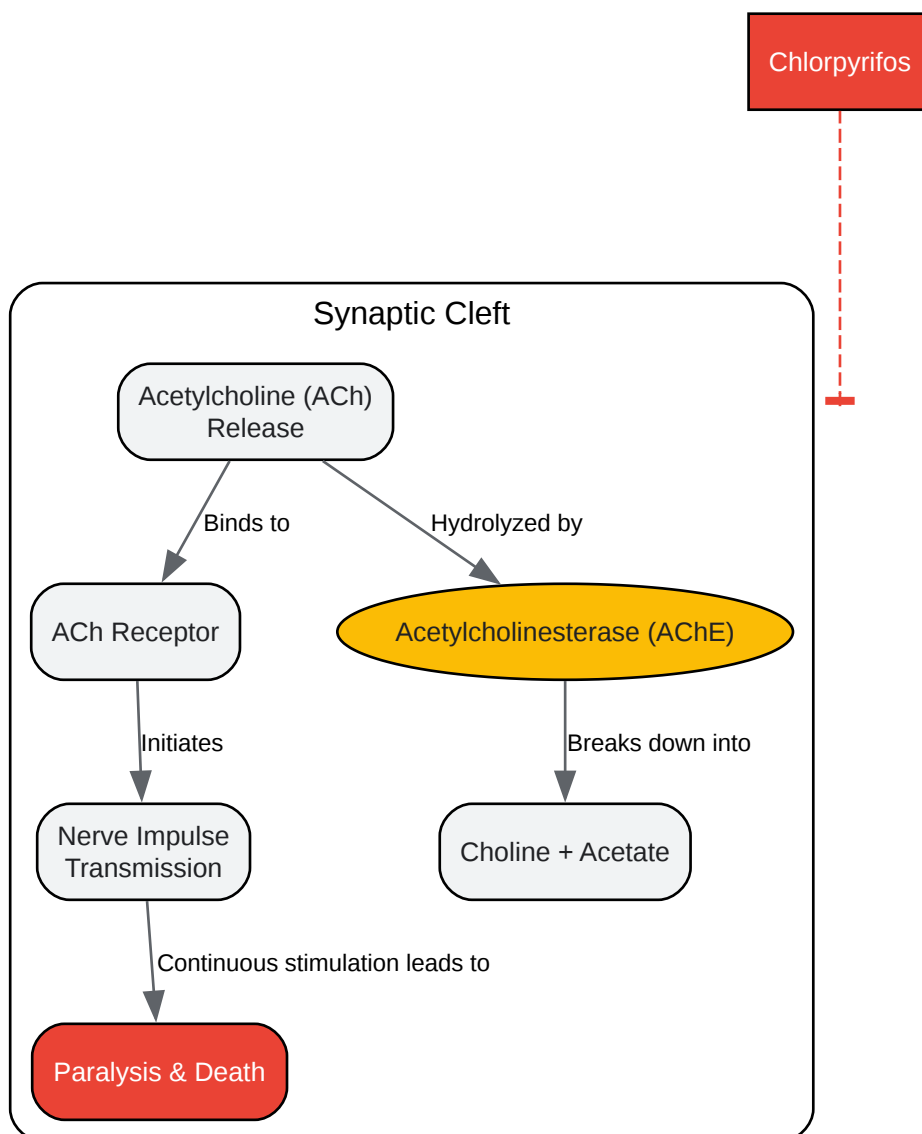 Chlorpyrifos
Synaptic Cleft
Acetylcholine (ACh)
Release
Binds to
Hydrolyzed by
ACh Receptor
Acetylcholinesterase (AChE)
Initiates
Breaks down into
Nerve Impulse
Transmission
Choline + Acetate
Continuous stimulation leads to
Paralysis & Death